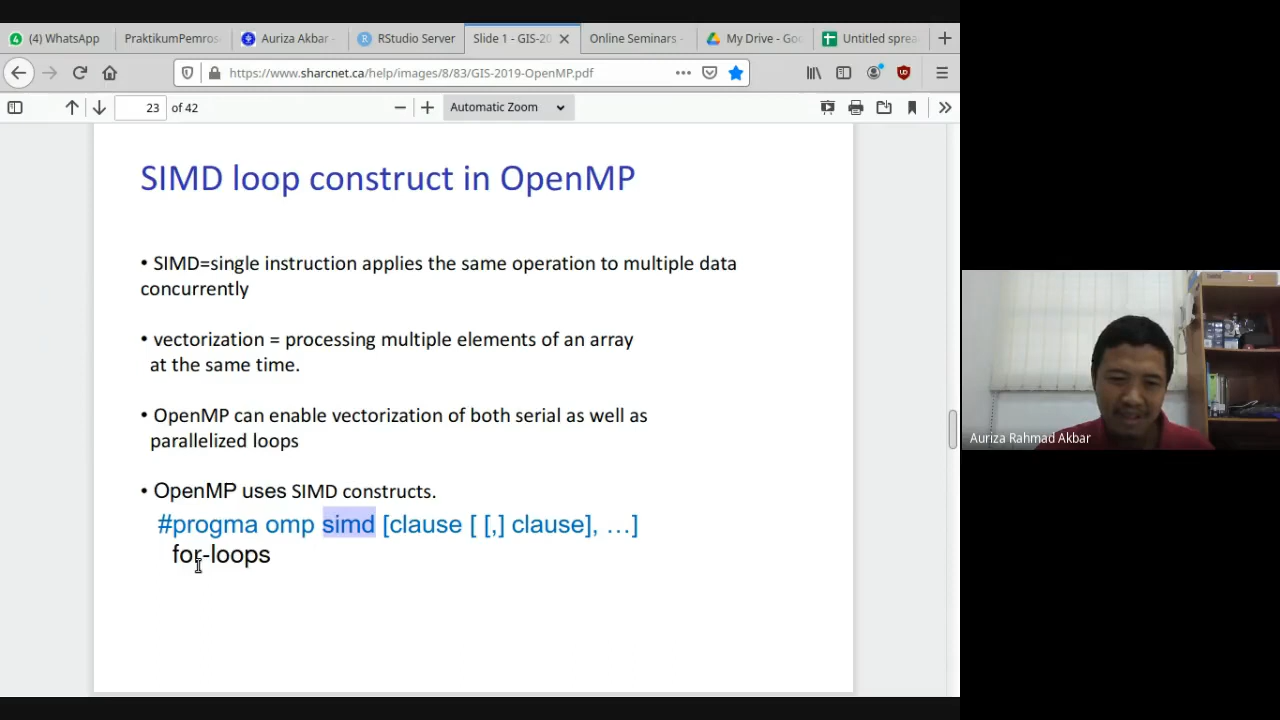 (4) WhatsApp
PraktikumPemros
Auriza Akbar -
RStudio Server
Slide 1 - GIS-20
Online Seminars -
My Drive - Goo
Untitled sprea
https://www.sharcnet.ca/help/images/8/83/GIS-2019-OpenMP.pdf
23 of 42
Automatic Zoom
SIMD loop construct in OpenMP
• SIMD=single instruction applies the same operation to multiple data
concurrently
• vectorization = processing multiple elements of an array
at the same time.
• OpenMP can enable vectorization of both serial as well as
parallelized loops
• OpenMP uses SIMD constructs.
#progma omp simd [clause [ [,] clause], …]
for-loops
Auriza Rahmad Akbar